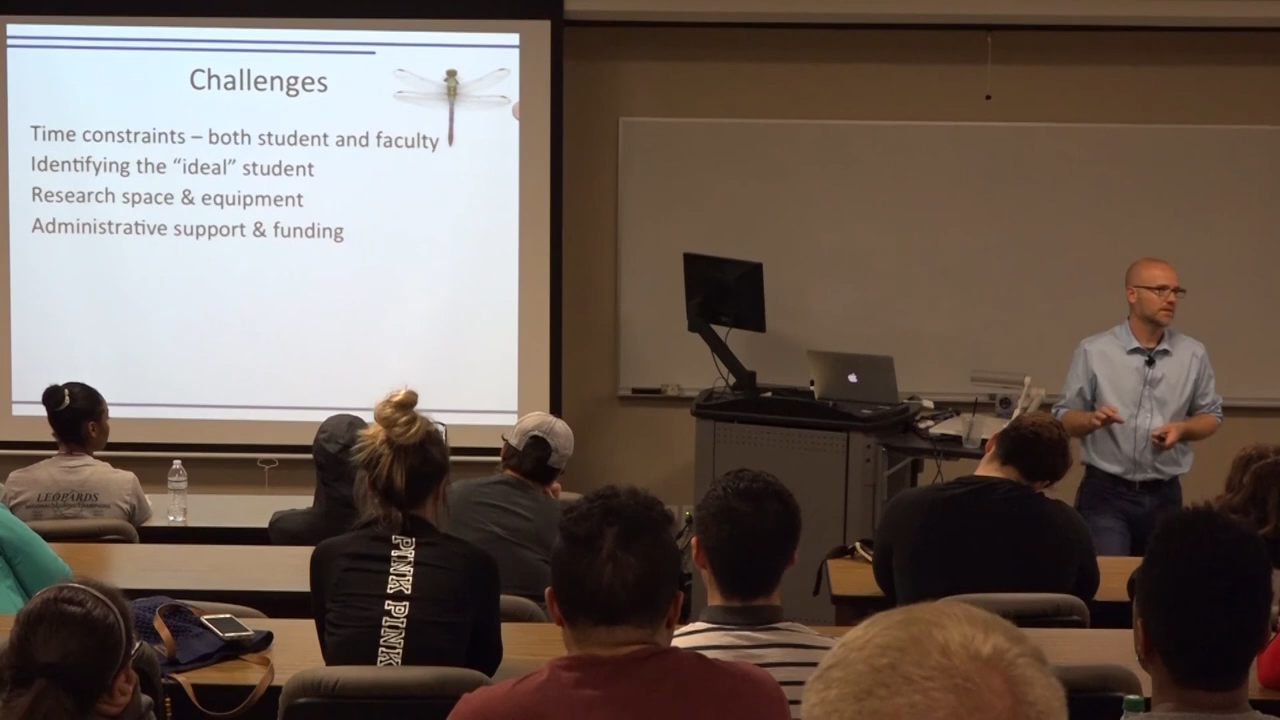 Challenges
Time constraints – both student and faculty
Identifying the “ideal” student
Research space & equipment
Administrative support & funding
LEOPARDS
PINK PINK